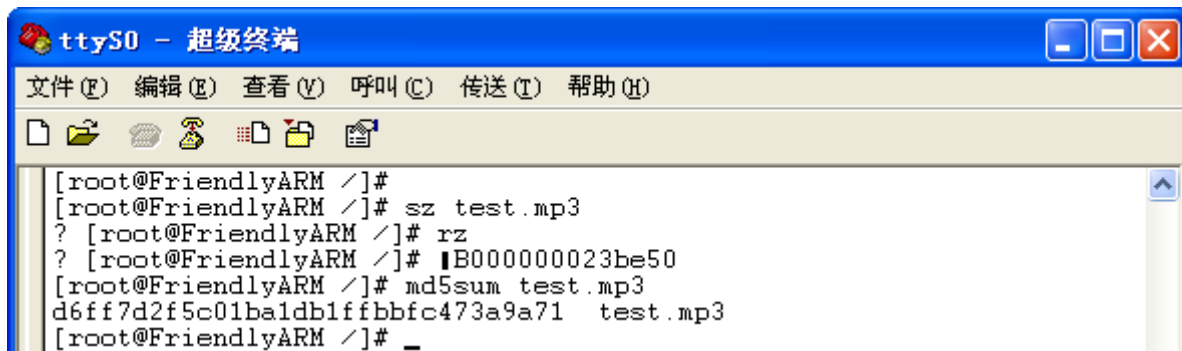 ttyS0 - 超级终端
文件(F) 编辑(E) 查看(V) 呼叫(C) 传送(T) 帮助(H)
[root@FriendlyARM /]#
[root@FriendlyARM /]# sz test.mp3
? [root@FriendlyARM /]# rz
? [root@FriendlyARM /]# ▮B000000023be50
[root@FriendlyARM /]# md5sum test.mp3
d6ff7d2f5c01ba1db1ffbbfc473a9a71  test.mp3
[root@FriendlyARM /]# _